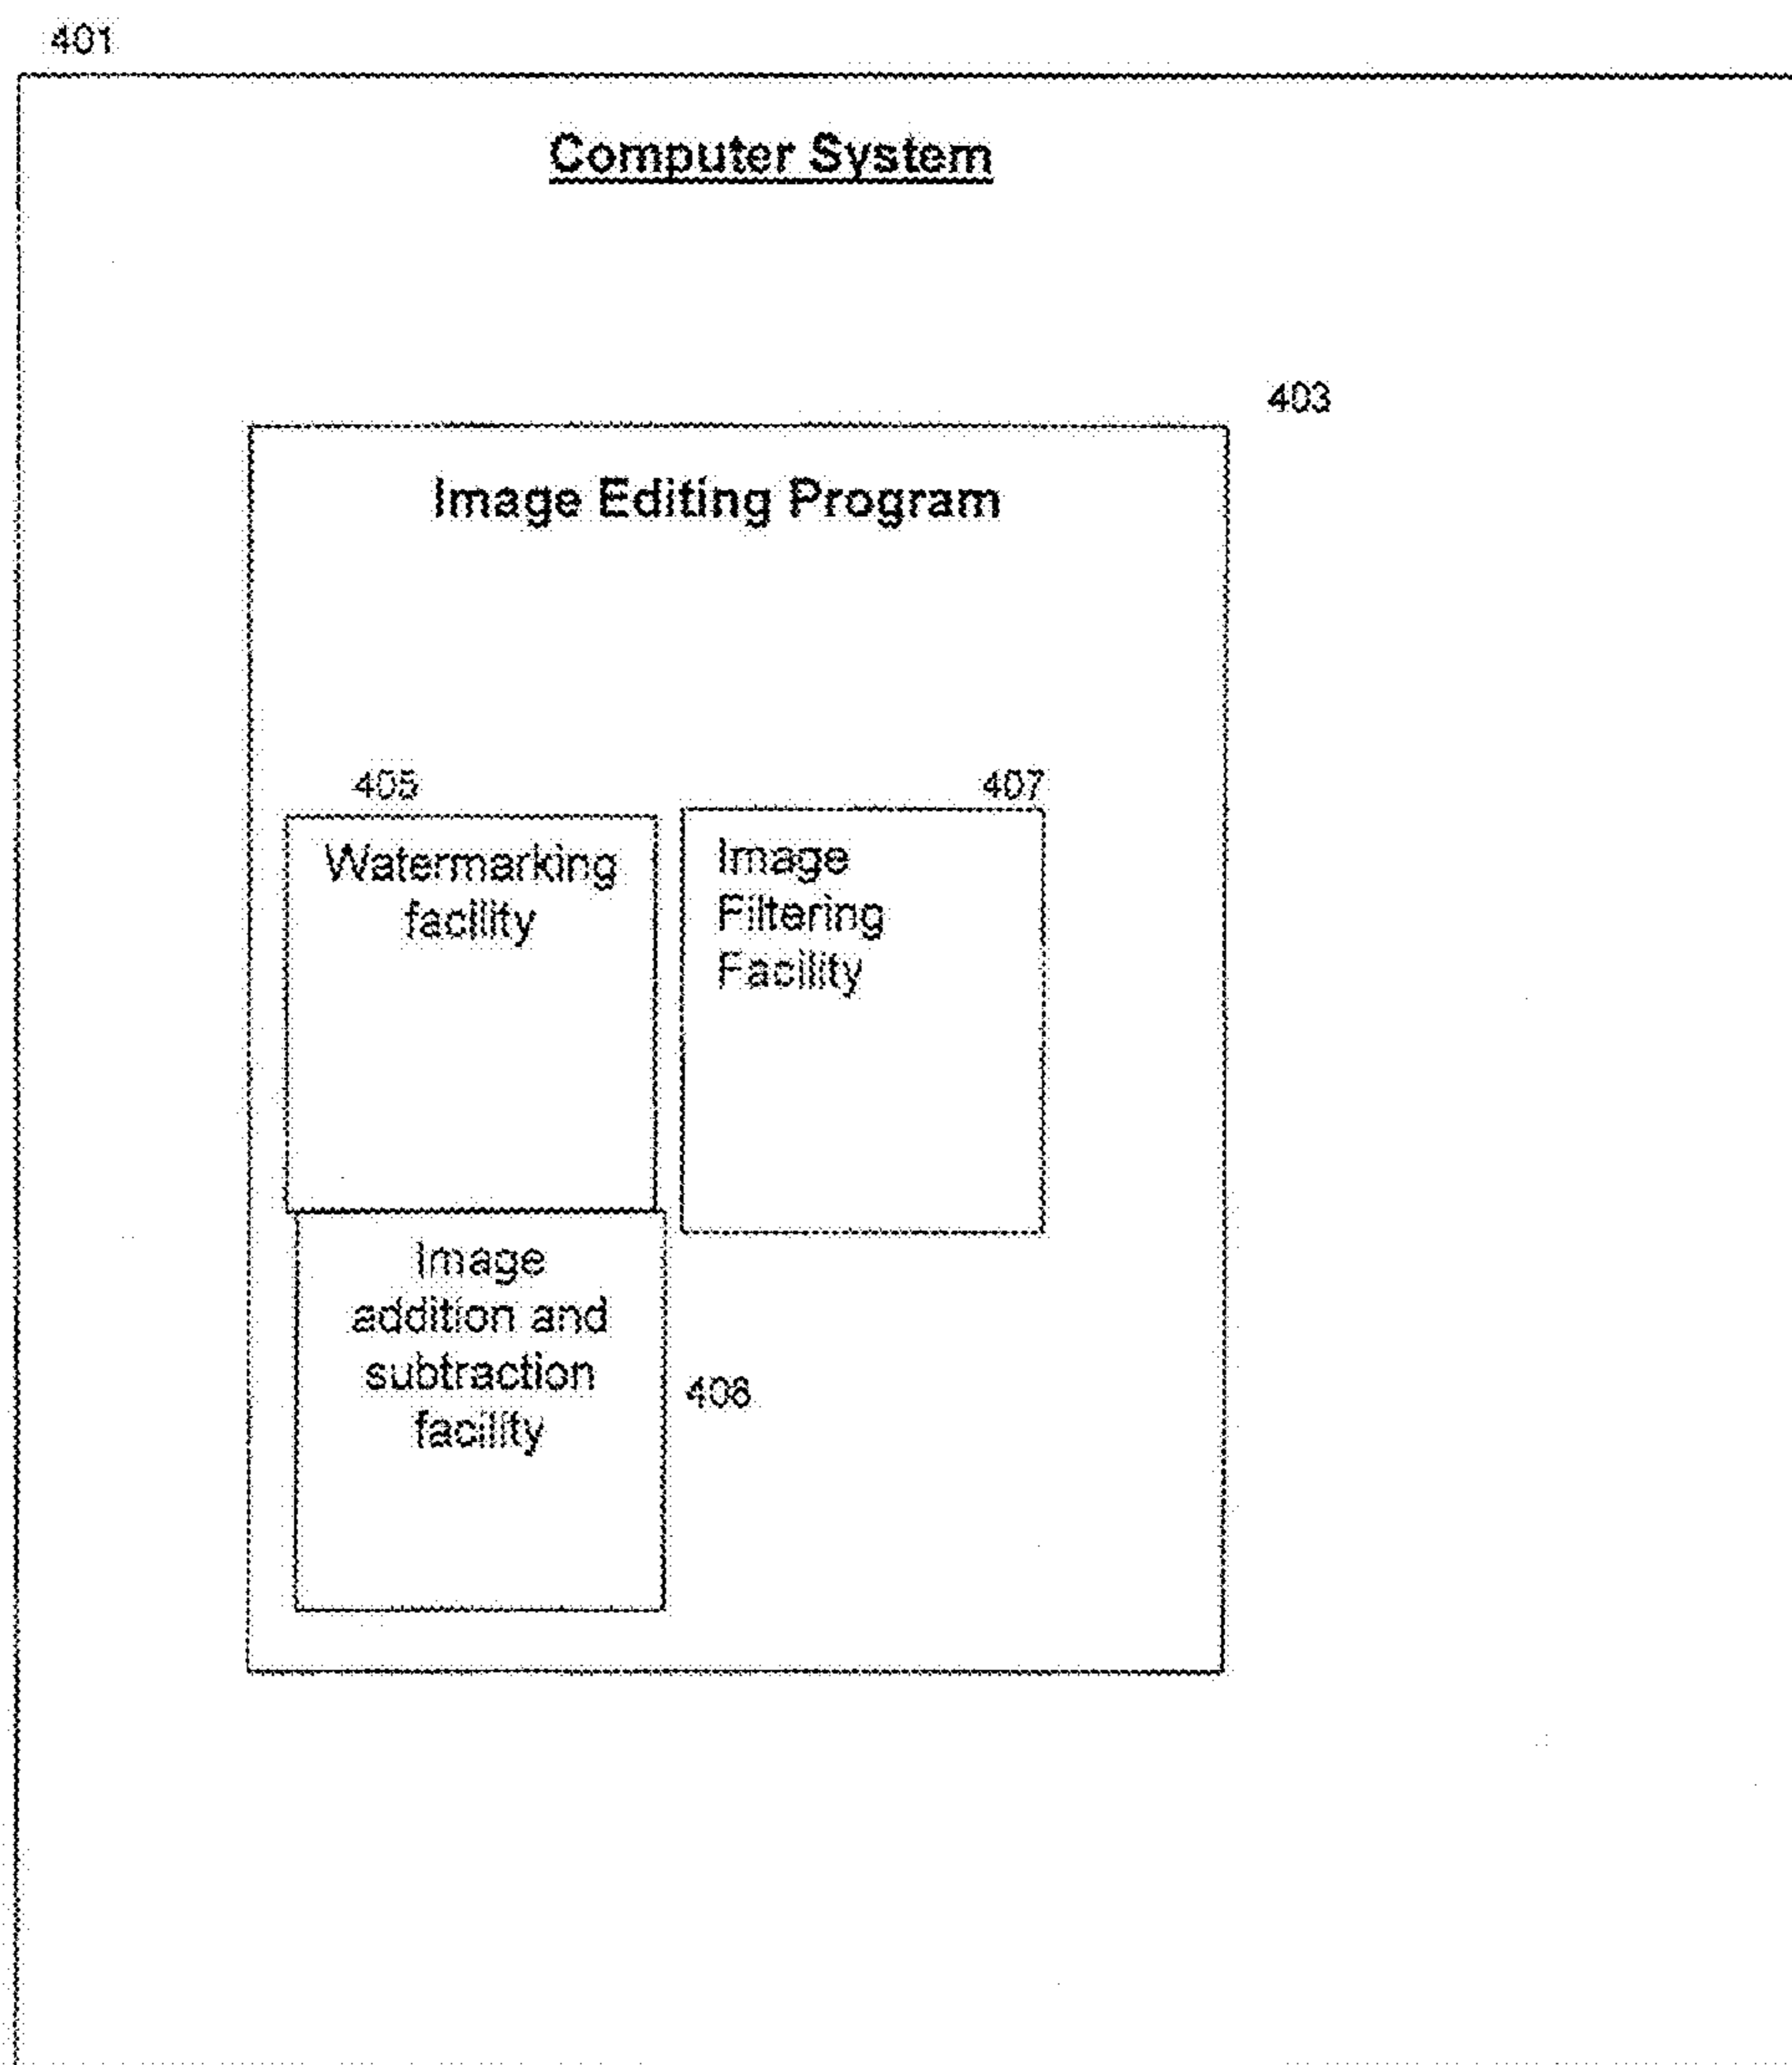 401
Computer System
403
Image Editing Program
405
407
Watermarking
facility
Image
Filtering
Facility
Image
addition and
subtraction
facility
406